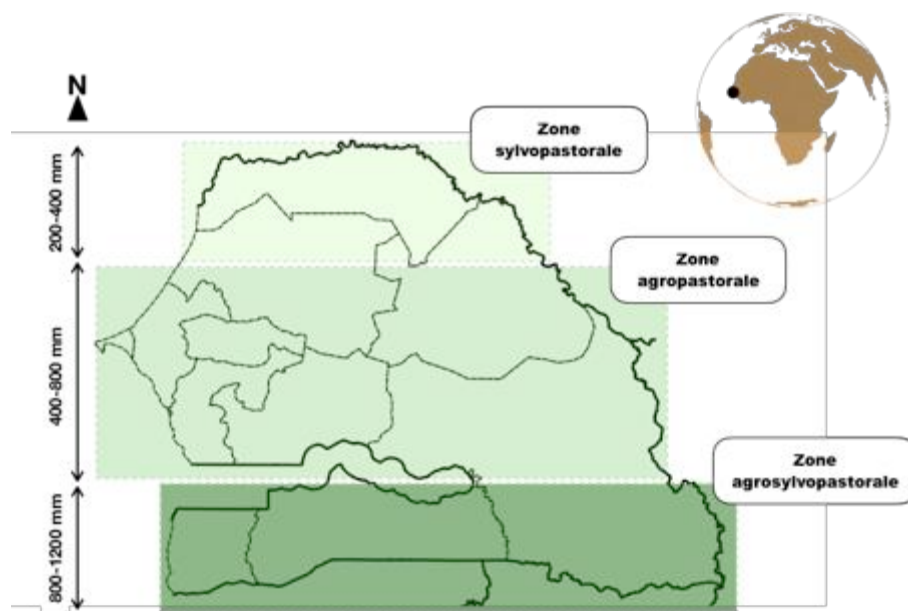 N
Zone
sylvopastorale
200-400 mm
Zone
agropastorale
400-800 mm
Zone
agrosylvopastorale
800-1200 mm